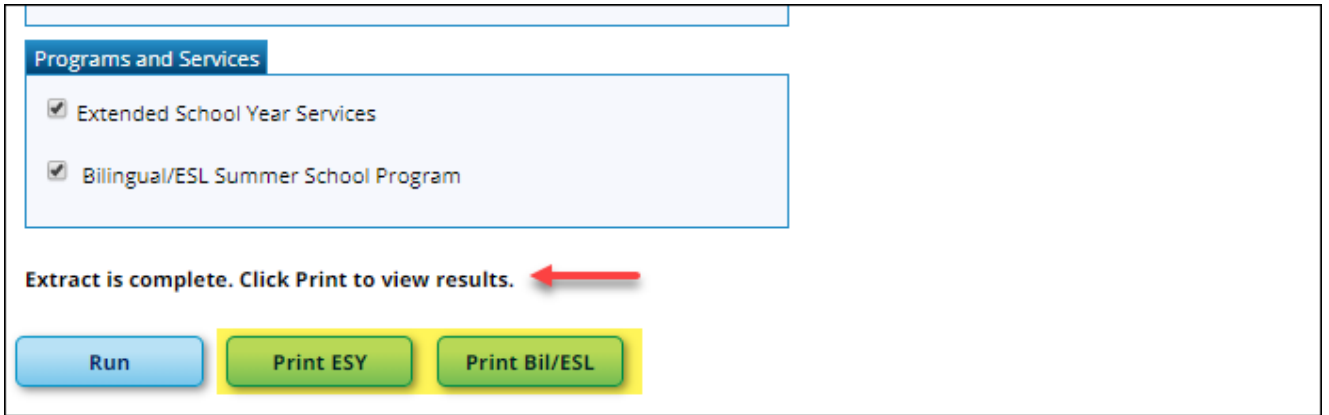 Programs and Services
Extended School Year Services
Bilingual/ESL Summer School Program
Extract is complete. Click Print to view results.
Run
Print ESY
Print Bil/ESL